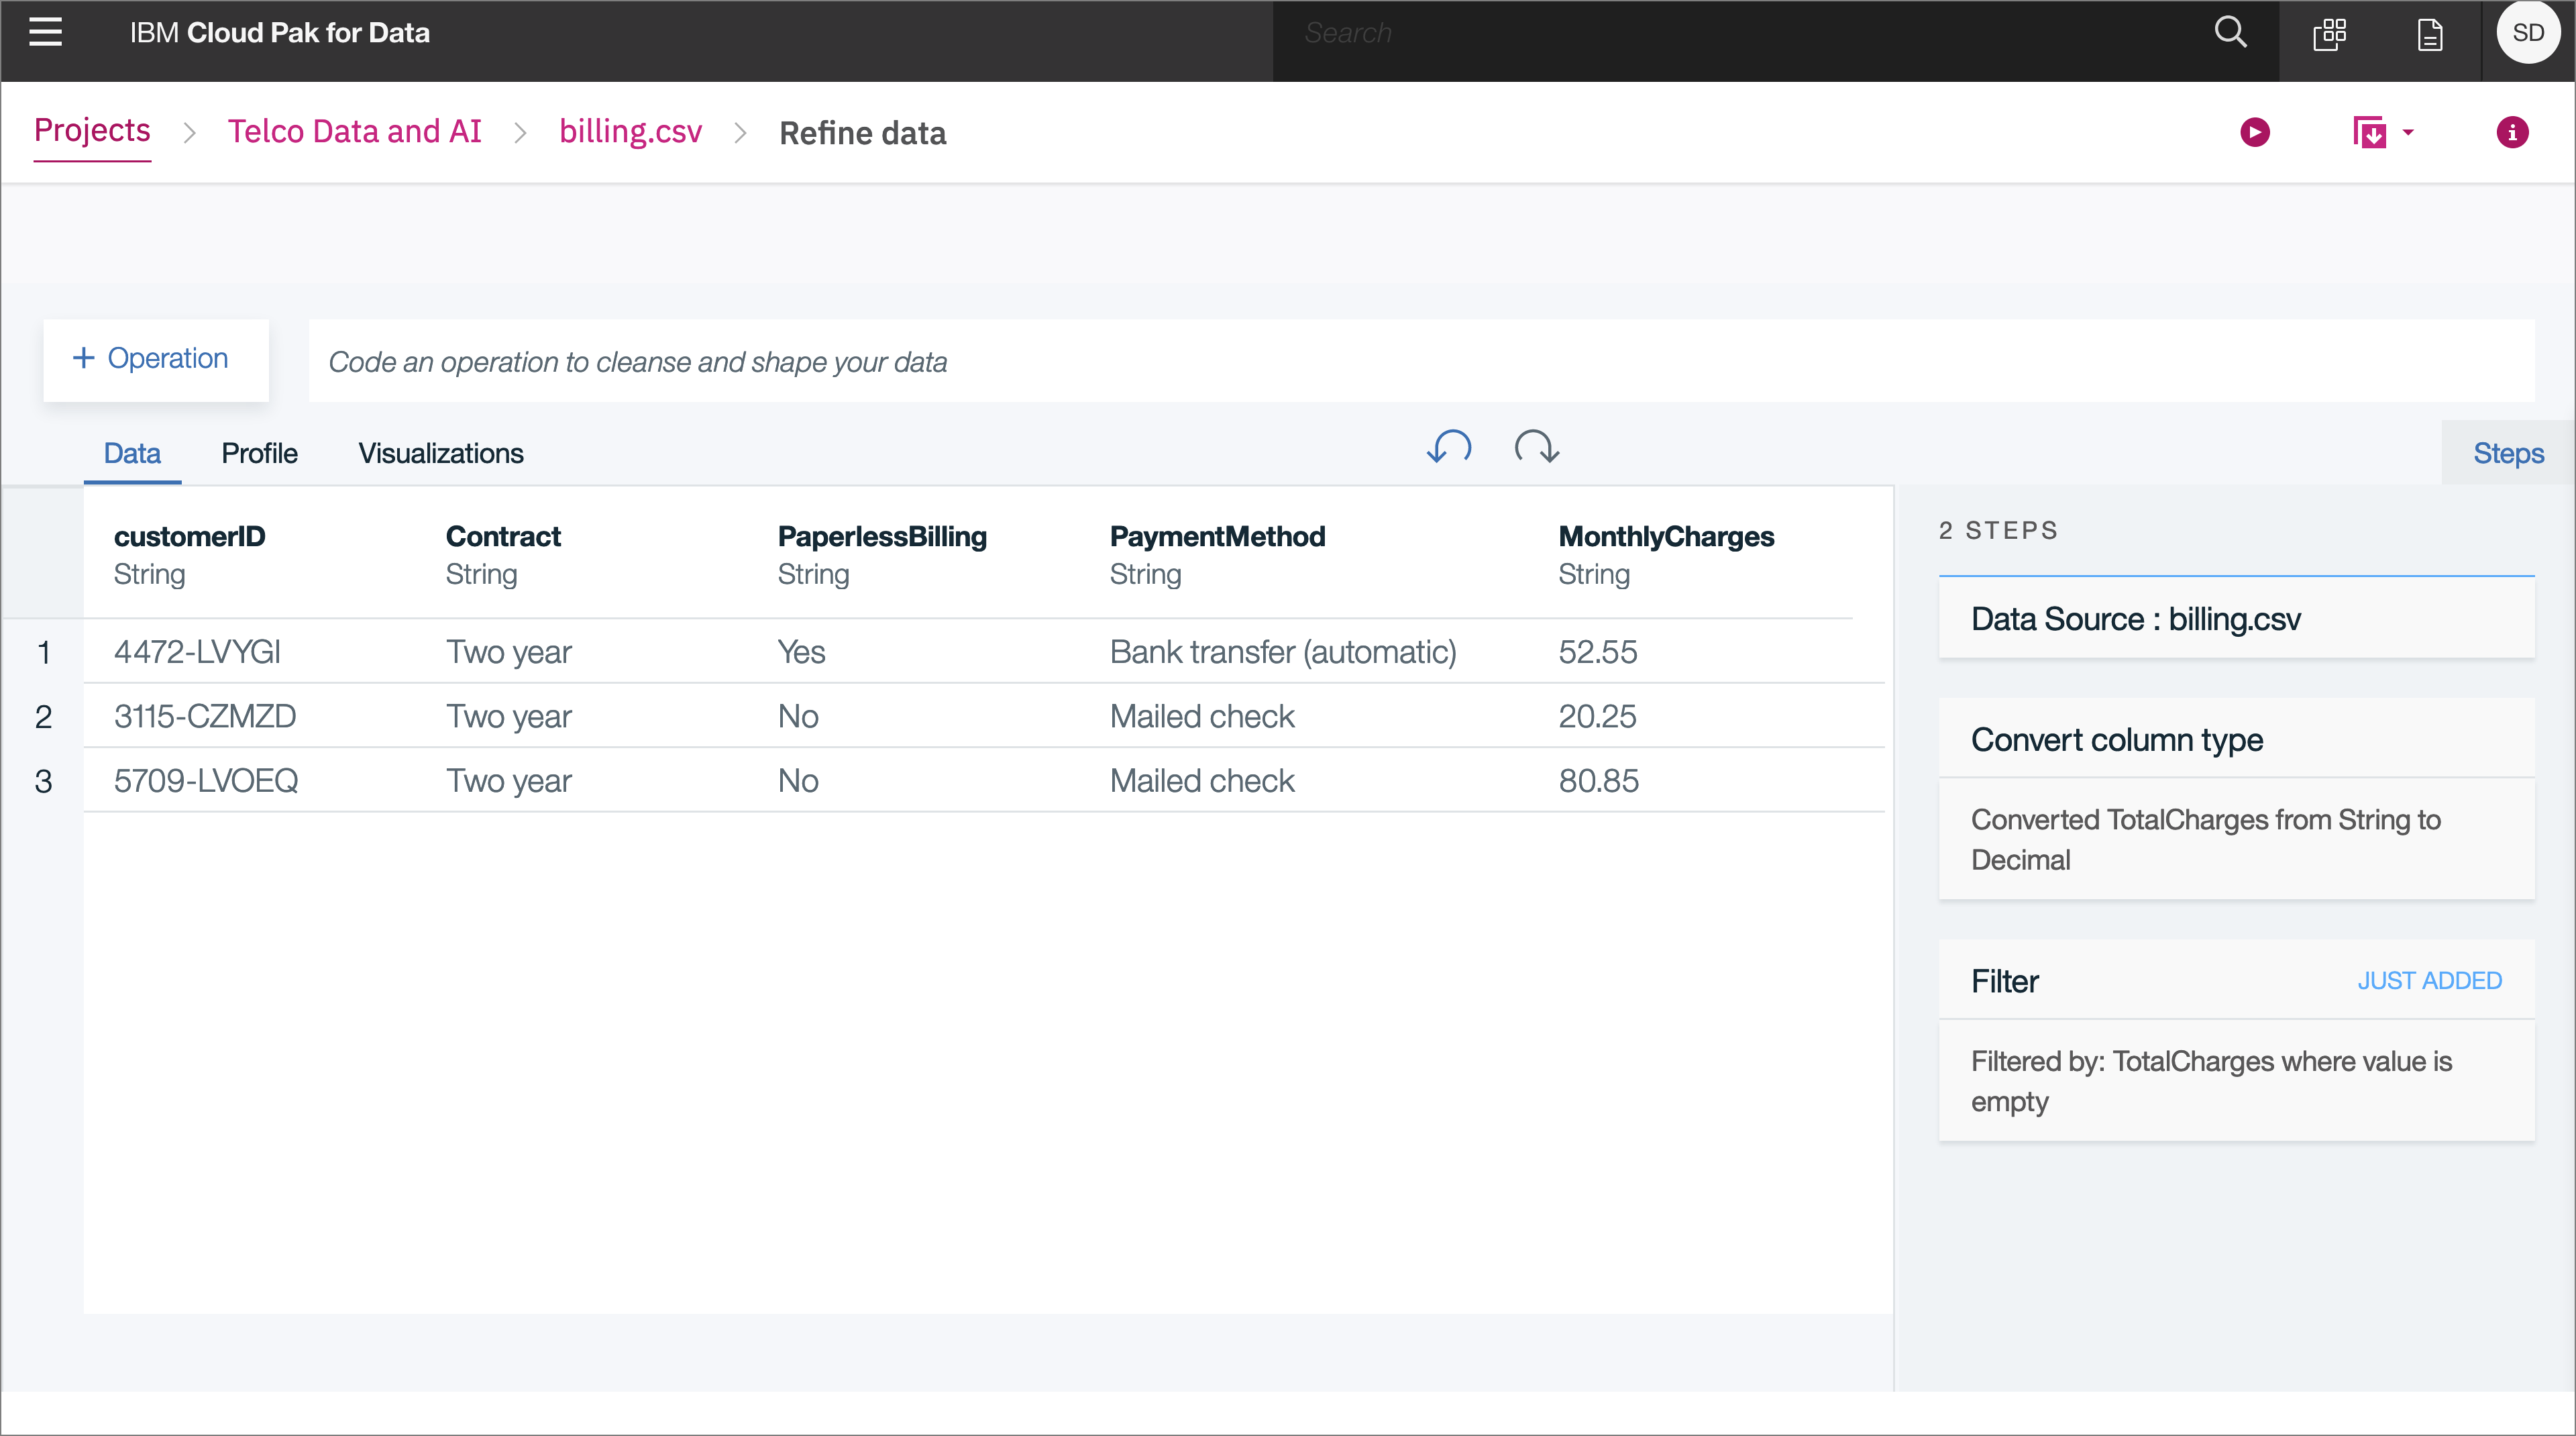 IBM Cloud Pak for Data
Search
SD
Projects > Telco Data and AI > billing.csv > Refine data
+ Operation
Code an operation to cleanse and shape your data
Data Profile Visualizations
Steps
customerID Contract PaperlessBilling PaymentMethod MonthlyCharges
String String String String String
1 4472-LVYGI Two year Yes Bank transfer (automatic) 52.55
2 3115-CZMZD Two year No Mailed check 20.25
3 5709-LVOEQ Two year No Mailed check 80.85
2 STEPS
Data Source : billing.csv
Convert column type
Converted TotalCharges from String to
Decimal
Filter JUST ADDED
Filtered by: TotalCharges where value is
empty